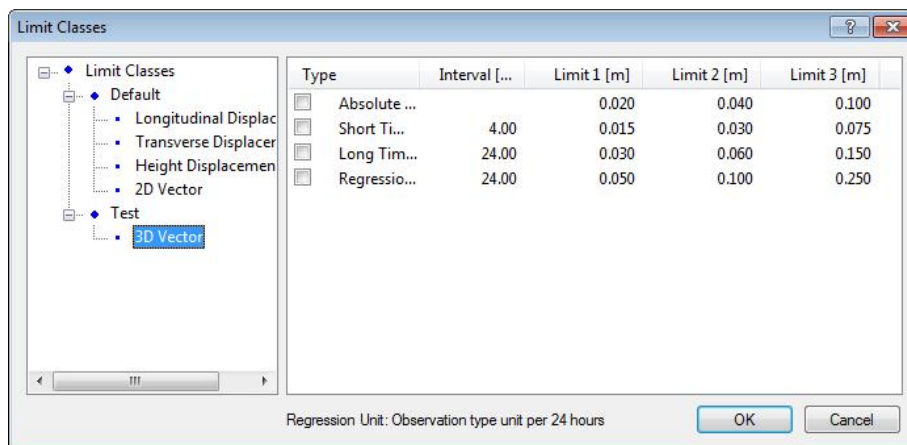 Limit Classes
Limit Classes
Default
Longitudinal Displac
Transverse Displacer
Height Displacemen
2D Vector
Test
3D Vector
Type Interval [... Limit 1 [m] Limit 2 [m] Limit 3 [m]
Absolute ... 0.020 0.040 0.100
Short Ti... 4.00 0.015 0.030 0.075
Long Tim... 24.00 0.030 0.060 0.150
Regressio... 24.00 0.050 0.100 0.250
Regression Unit: Observation type unit per 24 hours
OK
Cancel